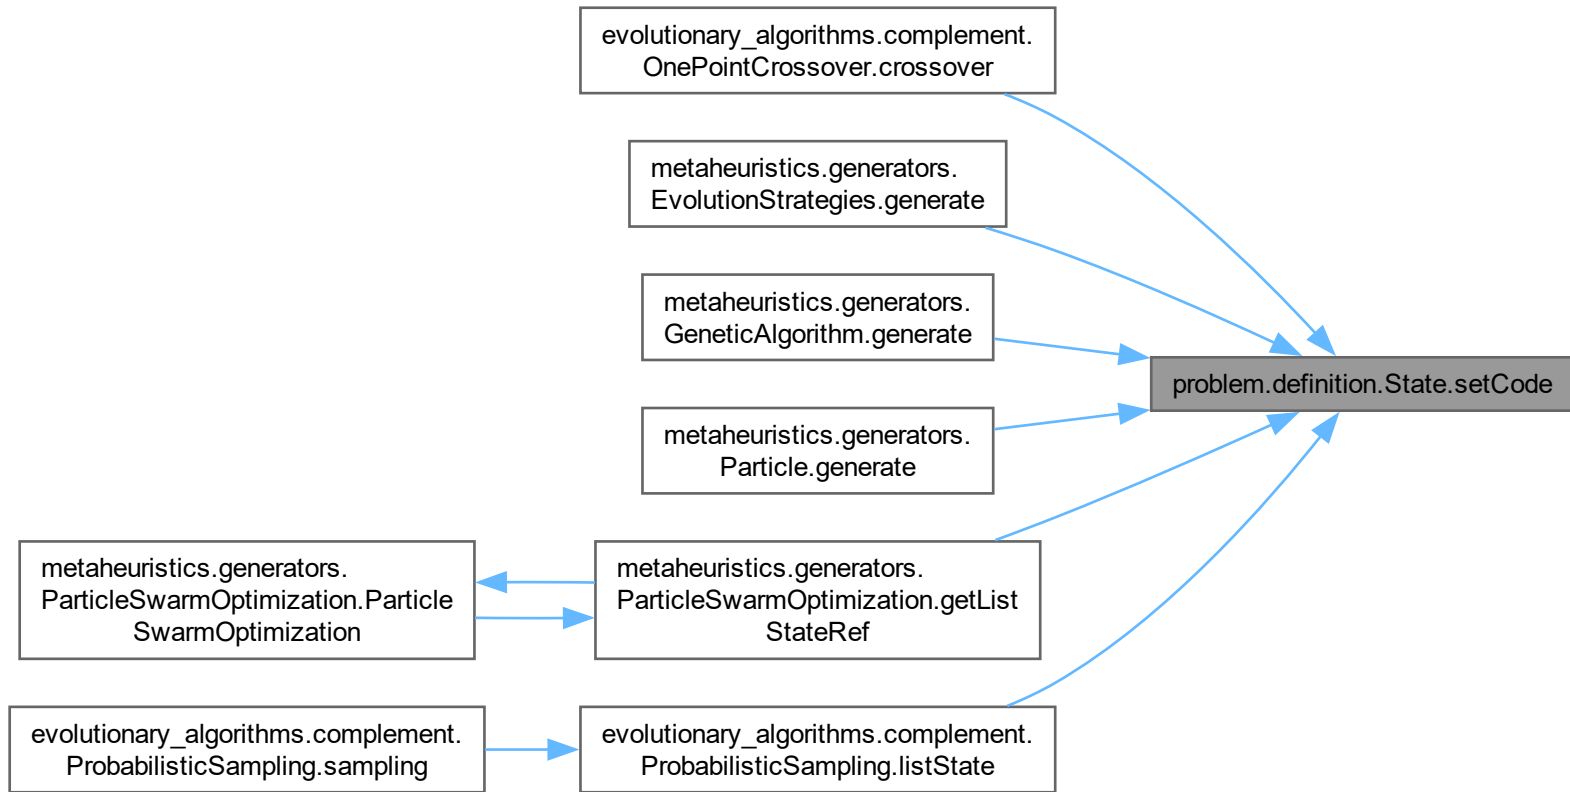 evolutionary_algorithms.complement.
OnePointCrossover.crossover
metaheuristics.generators.
EvolutionStrategies.generate
metaheuristics.generators.
GeneticAlgorithm.generate
problem.definition.State.setCode
metaheuristics.generators.
Particle.generate
metaheuristics.generators.
ParticleSwarmOptimization.Particle
SwarmOptimization
metaheuristics.generators.
ParticleSwarmOptimization.getList
StateRef
evolutionary_algorithms.complement.
ProbabilisticSampling.sampling
evolutionary_algorithms.complement.
ProbabilisticSampling.listState